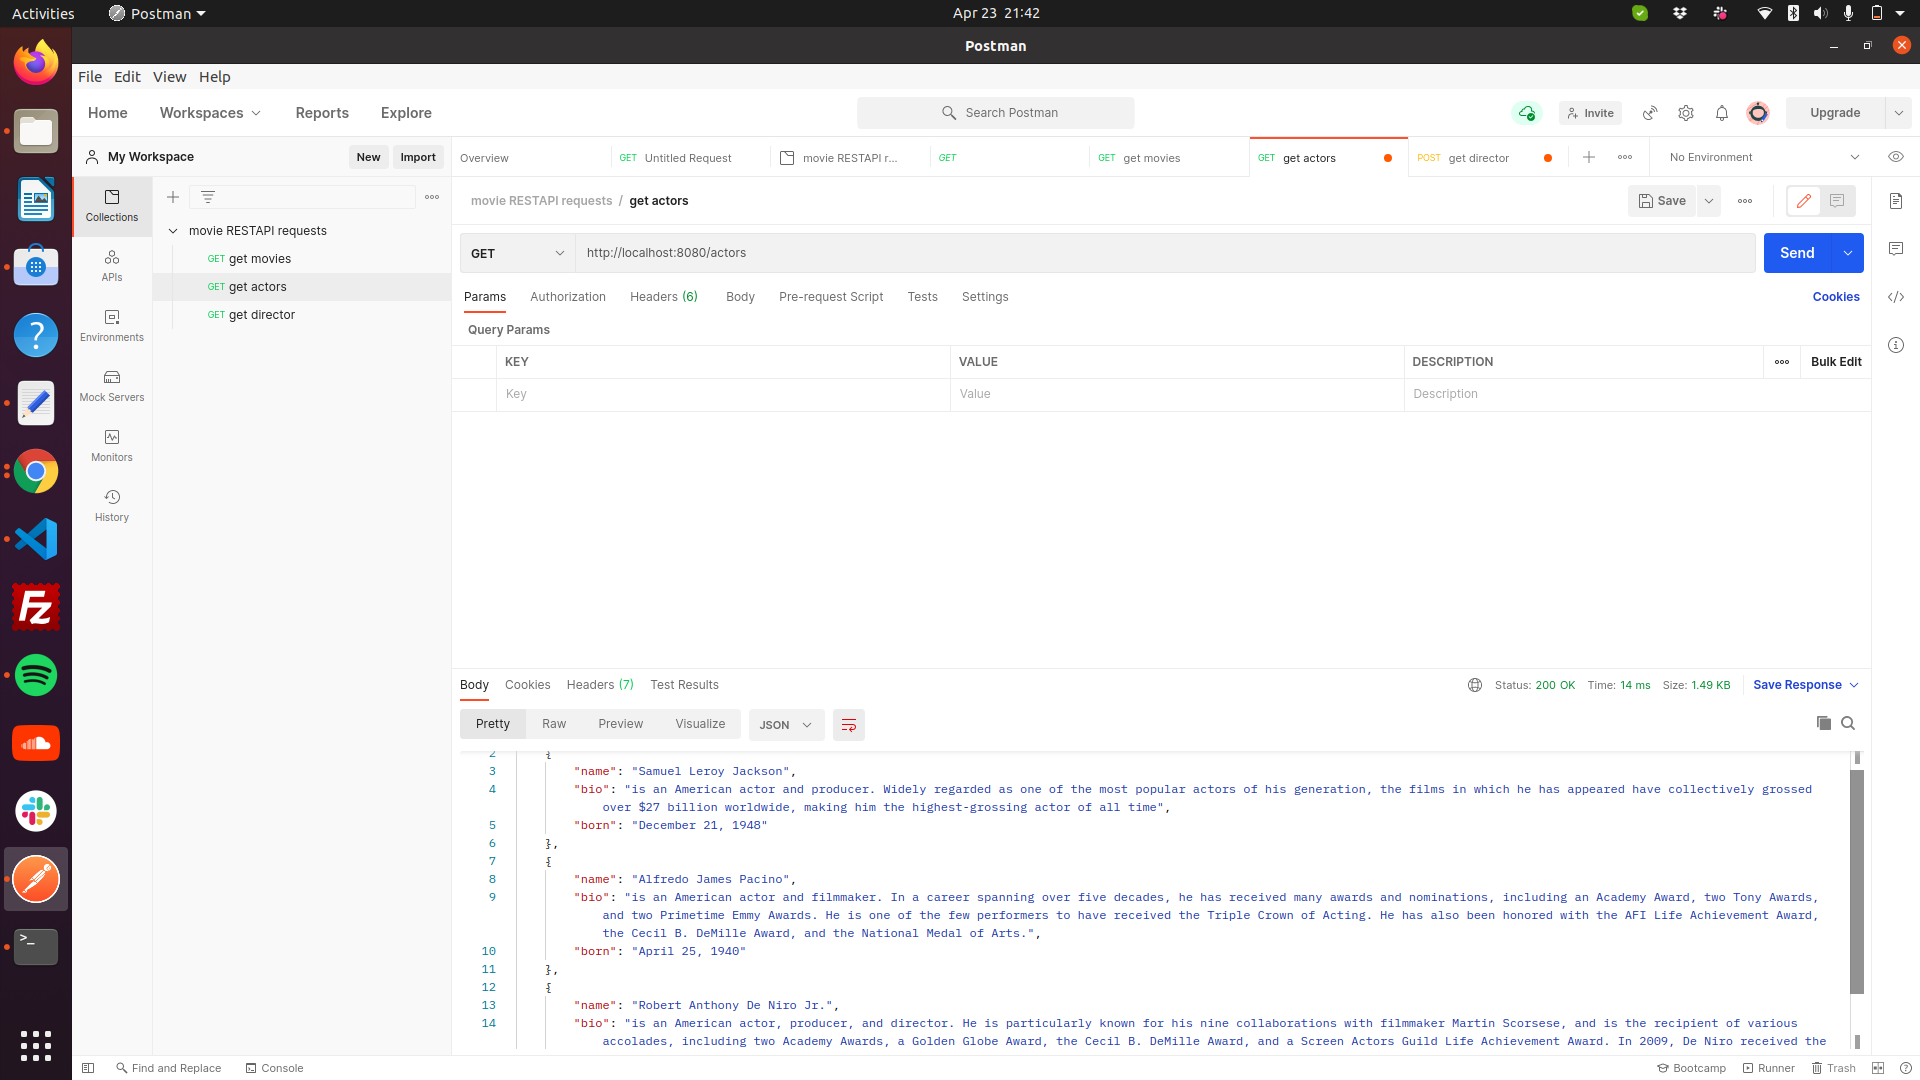 Activities
Postman
Apr 23 21:42
Postman
File Edit View Help
Home Workspaces Reports Explore
Search Postman
Invite
Upgrade
My Workspace
New Import
Overview
GET Untitled Request
movie RESTAPI r...
GET
GET get movies
GET get actors
POST get director
No Environment
Collections
APIs
Environments
Mock Servers
Monitors
History
movie RESTAPI requests
GET get movies
GET get actors
GET get director
movie RESTAPI requests / get actors
Save
GET
http://localhost:8080/actors
Send
Params Authorization Headers (6) Body Pre-request Script Tests Settings
Cookies
Query Params
KEY VALUE DESCRIPTION
Bulk Edit
Key Value Description
Body Cookies Headers (7) Test Results
Status: 200 OK Time: 14 ms Size: 1.49 KB
Save Response
Pretty Raw Preview Visualize JSON
2 {
3 "name": "Samuel Leroy Jackson",
4 "bio": "is an American actor and producer. Widely regarded as one of the most popular actors of his generation, the films in which he has appeared have collectively grossed
over $27 billion worldwide, making him the highest-grossing actor of all time",
5 "born": "December 21, 1948"
6 },
7 {
8 "name": "Alfredo James Pacino",
9 "bio": "is an American actor and filmmaker. In a career spanning over five decades, he has received many awards and nominations, including an Academy Award, two Tony Awards,
and two Primetime Emmy Awards. He is one of the few performers to have received the Triple Crown of Acting. He has also been honored with the AFI Life Achievement Award,
the Cecil B. DeMille Award, and the National Medal of Arts.",
10 "born": "April 25, 1940"
11 },
12 {
13 "name": "Robert Anthony De Niro Jr.",
14 "bio": "is an American actor, producer, and director. He is particularly known for his nine collaborations with filmmaker Martin Scorsese, and is the recipient of various
accolades, including two Academy Awards, a Golden Globe Award, the Cecil B. DeMille Award, and a Screen Actors Guild Life Achievement Award. In 2009, De Niro received the
Find and Replace
Console
Bootcamp
Runner
Trash